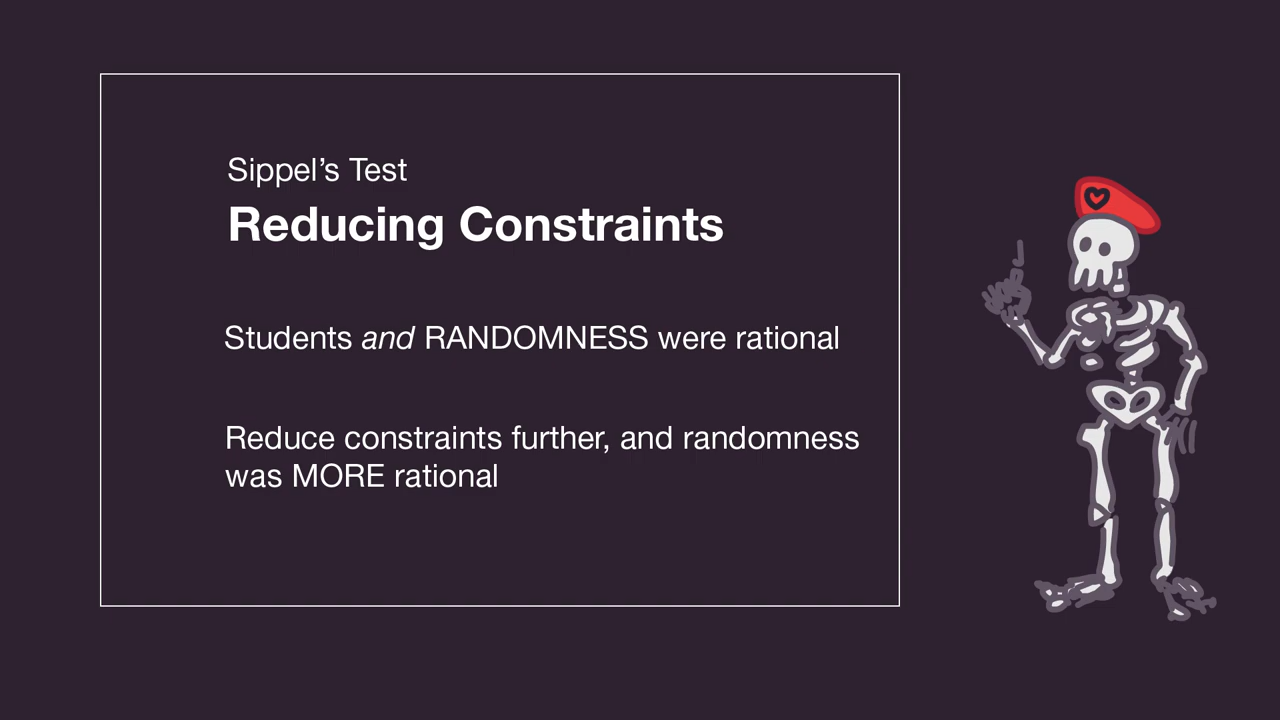 Sippel’s Test
Reducing Constraints
Students and RANDOMNESS were rational
Reduce constraints further, and randomness
was MORE rational